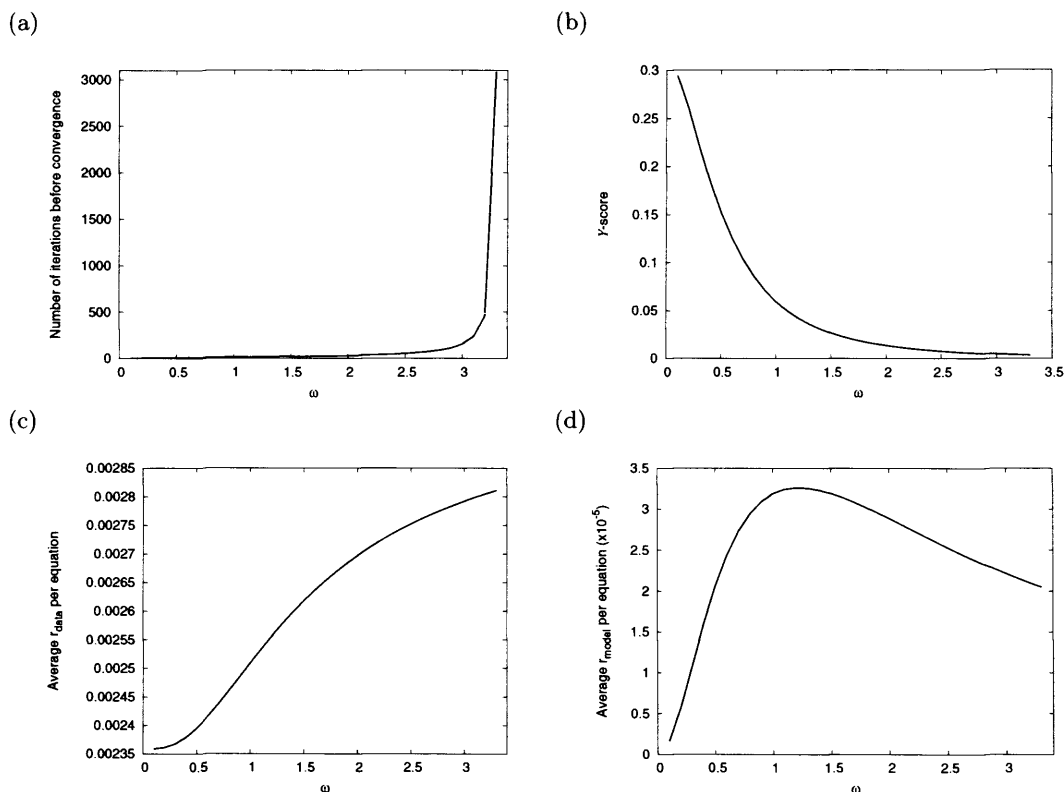 (a)
Number of iterations before convergence
3000
2500
2000
1500
1000
500
0
0 0.5 1 1.5 2 2.5 3
ω
(b)
Y-score
0.3
0.25
0.2
0.15
0.1
0.05
0
0 0.5 1 1.5 2 2.5 3 3.5
ω
(c)
Average r_data per equation
0.00285
0.0028
0.00275
0.0027
0.00265
0.0026
0.00255
0.0025
0.00245
0.0024
0.00235
0 0.5 1 1.5 2 2.5 3
ω
(d)
Average r_model per equation (x10^-5)
3.5
3
2.5
2
1.5
1
0.5
0
0 0.5 1 1.5 2 2.5 3
ω